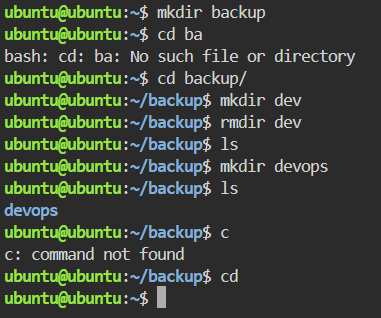 ubuntu@ubuntu:~$ mkdir backup
ubuntu@ubuntu:~$ cd ba
bash: cd: ba: No such file or directory
ubuntu@ubuntu:~$ cd backup/
ubuntu@ubuntu:~/backup$ mkdir dev
ubuntu@ubuntu:~/backup$ rmdir dev
ubuntu@ubuntu:~/backup$ ls
ubuntu@ubuntu:~/backup$ mkdir devops
ubuntu@ubuntu:~/backup$ ls
devops
ubuntu@ubuntu:~/backup$ c
c: command not found
ubuntu@ubuntu:~/backup$ cd
ubuntu@ubuntu:~$